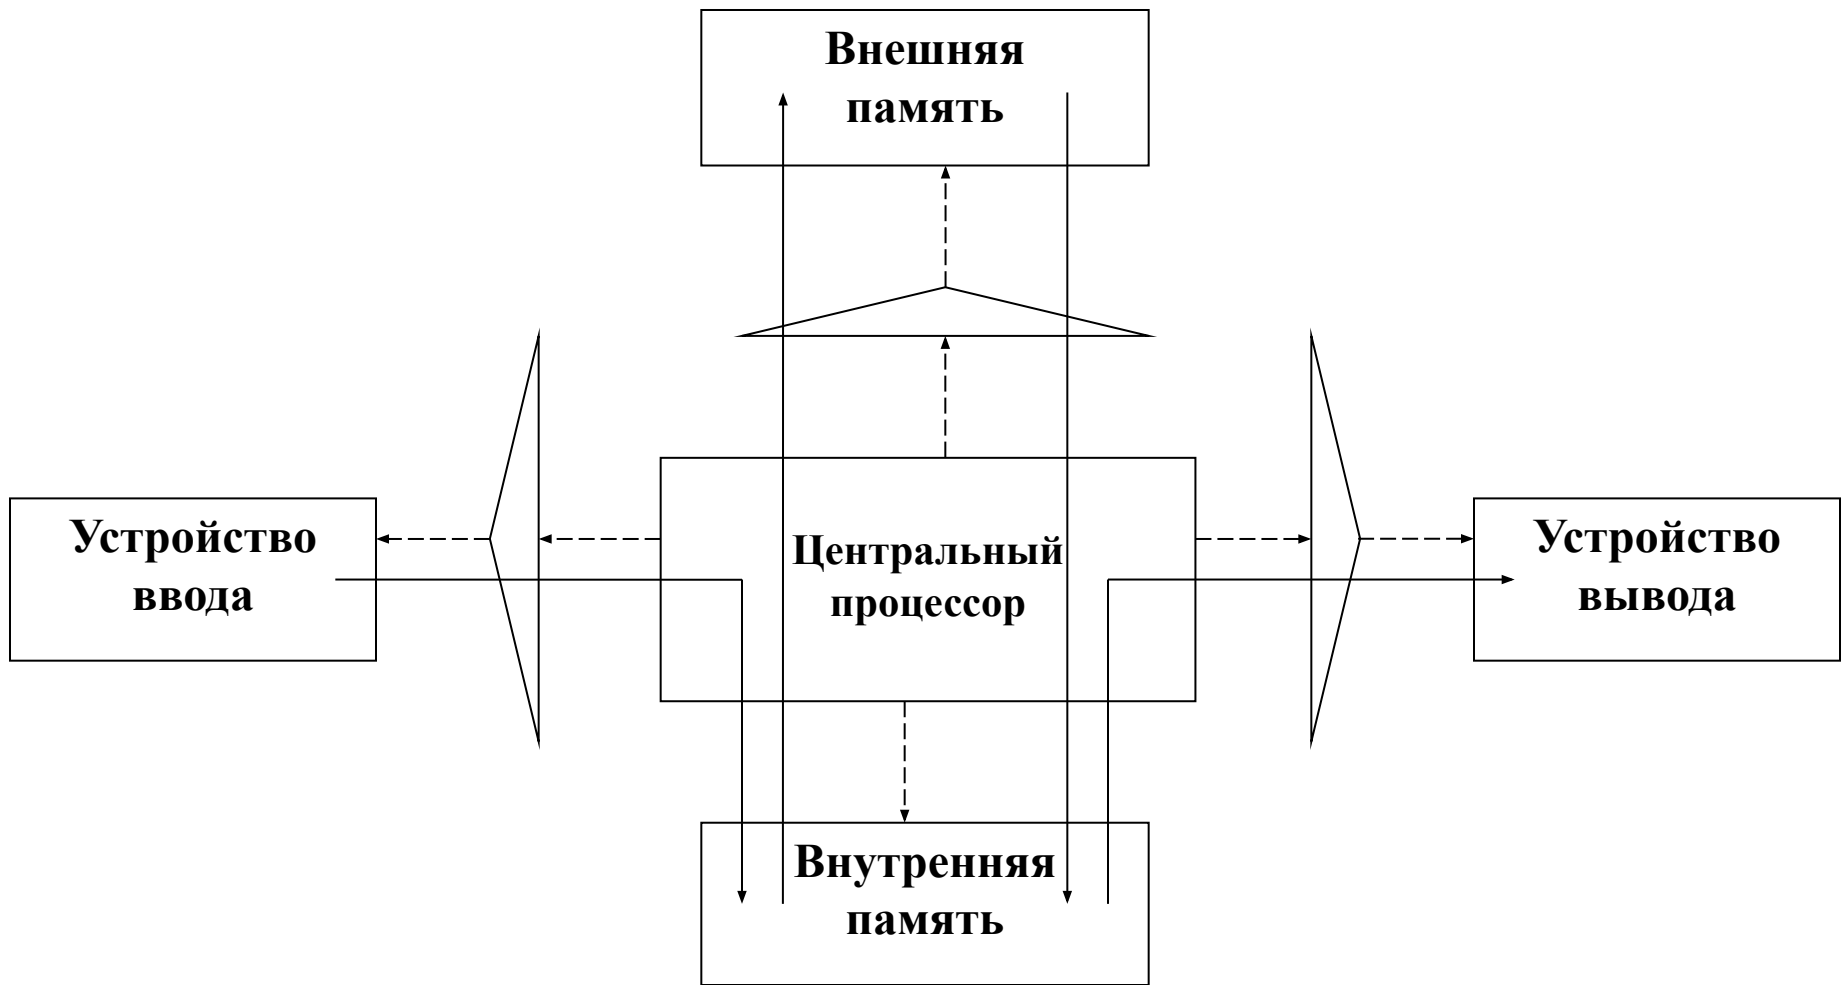 Внешняя
память
Устройство
ввода
Центральный
процессор
Устройство
вывода
Внутренняя
память